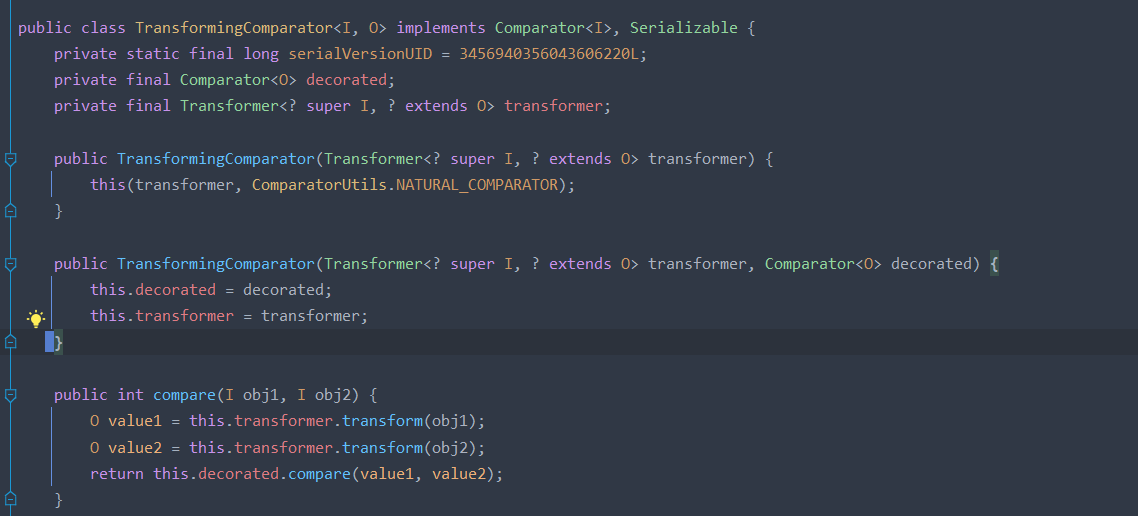 public class TransformingComparator<I, O> implements Comparator<I>, Serializable {
private static final long serialVersionUID = 3456940356043606220L;
private final Comparator<O> decorated;
private final Transformer<? super I, ? extends O> transformer;
public TransformingComparator(Transformer<? super I, ? extends O> transformer) {
this(transformer, ComparatorUtils.NATURAL_COMPARATOR);
}
public TransformingComparator(Transformer<? super I, ? extends O> transformer, Comparator<O> decorated) {
this.decorated = decorated;
this.transformer = transformer;
}
public int compare(I obj1, I obj2) {
O value1 = this.transformer.transform(obj1);
O value2 = this.transformer.transform(obj2);
return this.decorated.compare(value1, value2);
}